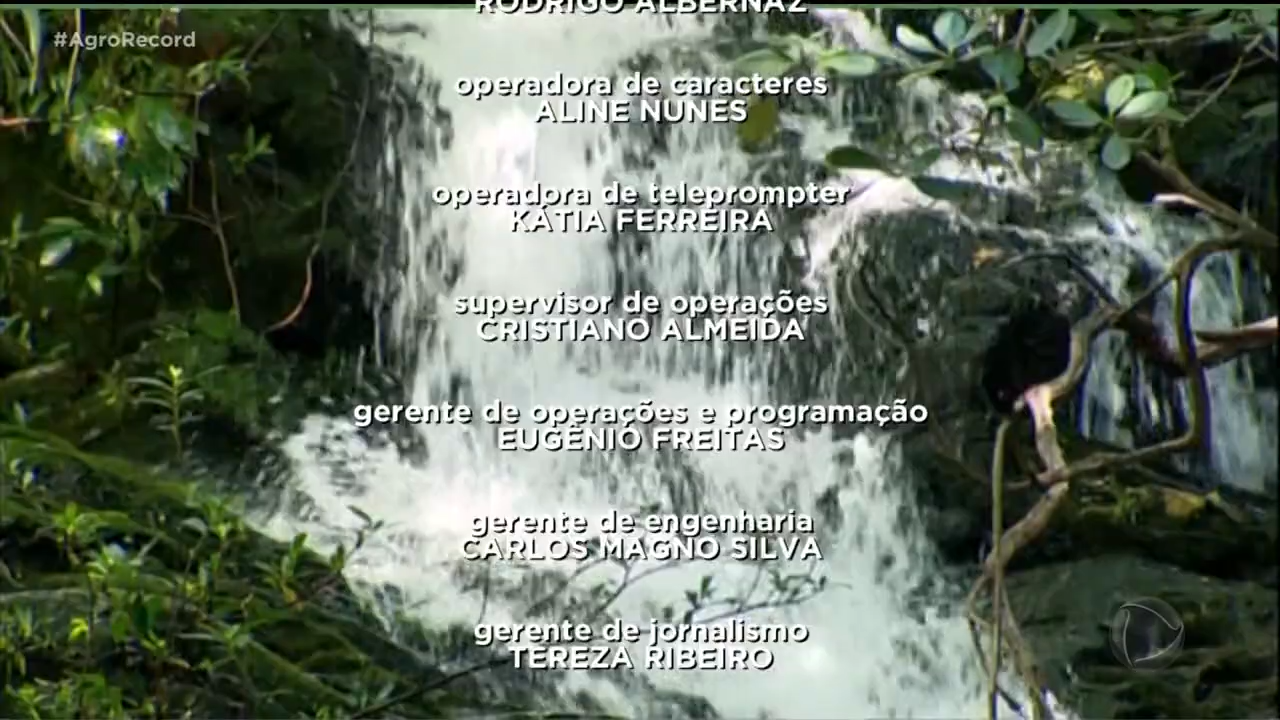 RODRIGO ALBERNAZ
#AgroRecord
operadora de caracteres
ALINE NUNES
operadora de teleprompter
KÁTIA FERREIRA
supervisor de operações
CRISTIANO ALMEIDA
gerente de operações e programação
EUGÊNIO FREITAS
gerente de engenharia
CARLOS MAGNO SILVA
gerente de jornalismo
TEREZA RIBEIRO